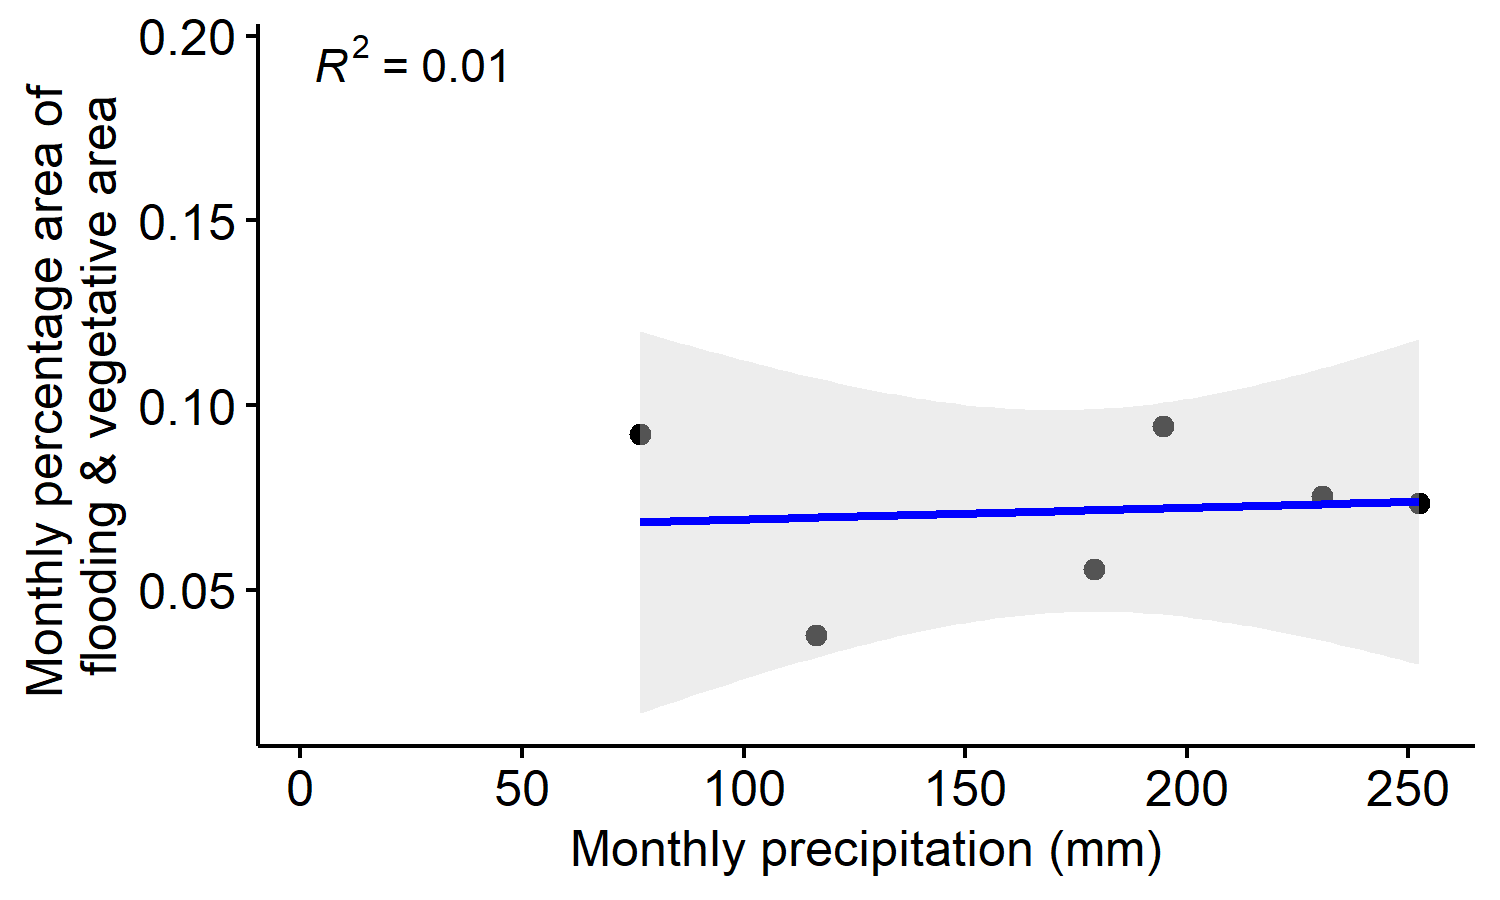 R² = 0.01
Monthly percentage area of
flooding & vegetative area
0.20
0.15
0.10
0.05
0 50 100 150 200 250
Monthly precipitation (mm)